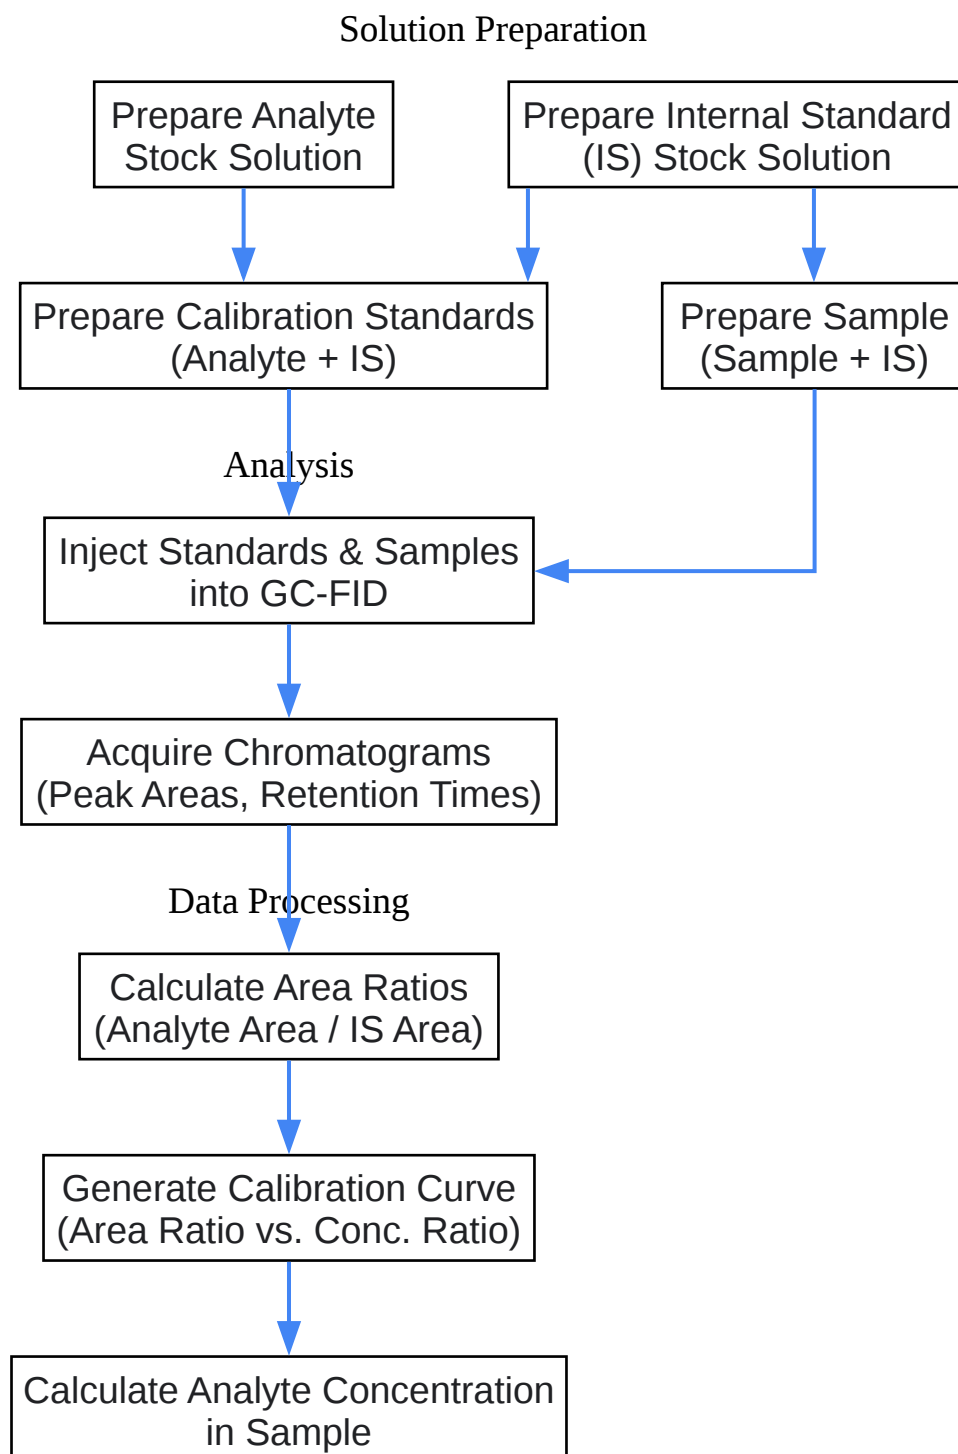 Solution Preparation
Prepare Analyte
Stock Solution
Prepare Internal Standard
(IS) Stock Solution
Prepare Calibration Standards
(Analyte + IS)
Prepare Sample
(Sample + IS)
Analysis
Inject Standards & Samples
into GC-FID
Acquire Chromatograms
(Peak Areas, Retention Times)
Data Processing
Calculate Area Ratios
(Analyte Area / IS Area)
Generate Calibration Curve
(Area Ratio vs. Conc. Ratio)
Calculate Analyte Concentration
in Sample